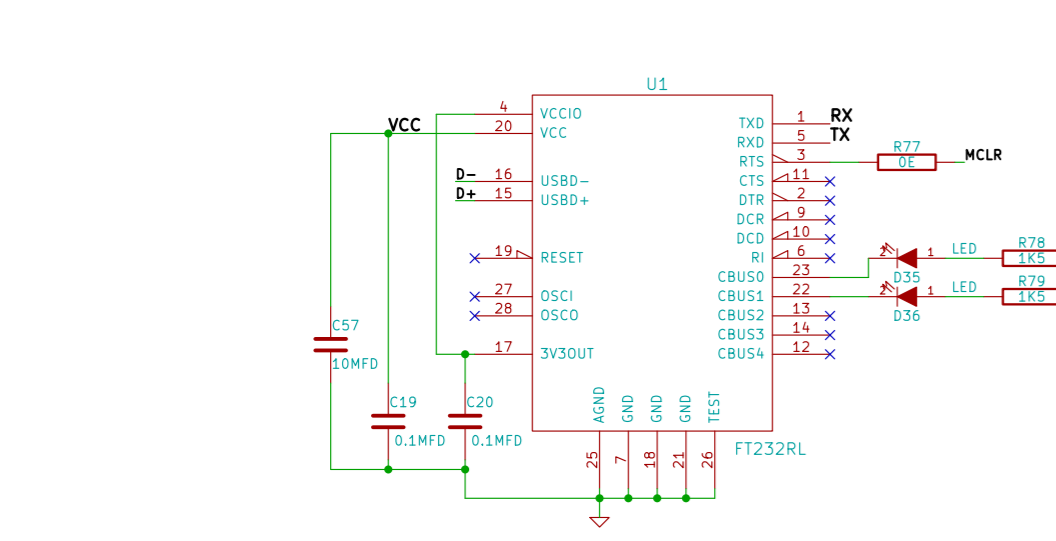 U1
4 VCCIO
VCC 20 VCC
D- 16 USBD-
D+ 15 USBD+
19 RESET
27 OSCI
28 OSCO
17 3V3OUT
TXD 1 RX
RXD 5 TX
RTS 3
R77
0E
MCLR
CTS 11
DTR 2
DCR 9
DCD 10
RI 6
CBUS0 23
CBUS1 22
CBUS2 13
CBUS3 14
CBUS4 12
2 1 LED
D35
R78
1K5
2 1 LED
D36
R79
1K5
C57
10MFD
C19
0.1MFD
C20
0.1MFD
AGND GND GND GND TEST
25 7 18 21 26
FT232RL